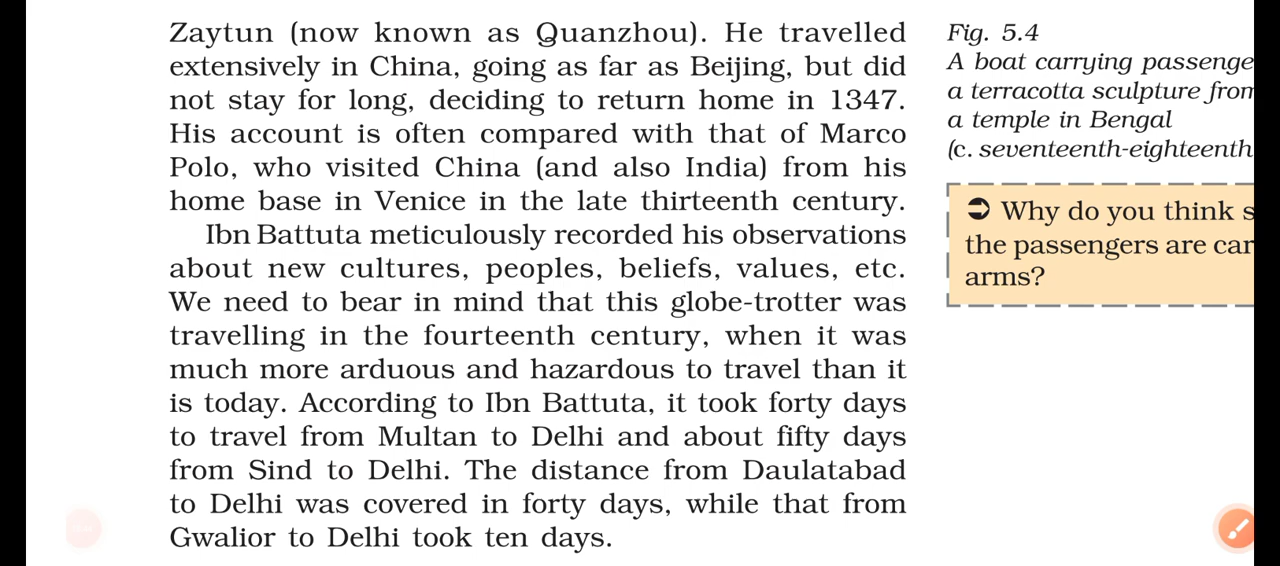 Zaytun (now known as Quanzhou). He travelled
extensively in China, going as far as Beijing, but did
not stay for long, deciding to return home in 1347.
His account is often compared with that of Marco
Polo, who visited China (and also India) from his
home base in Venice in the late thirteenth century.
Ibn Battuta meticulously recorded his observations
about new cultures, peoples, beliefs, values, etc.
We need to bear in mind that this globe-trotter was
travelling in the fourteenth century, when it was
much more arduous and hazardous to travel than it
is today. According to Ibn Battuta, it took forty days
to travel from Multan to Delhi and about fifty days
from Sind to Delhi. The distance from Daulatabad
to Delhi was covered in forty days, while that from
Gwalior to Delhi took ten days.
Fig. 5.4
A boat carrying passenge
a terracotta sculpture from
a temple in Bengal
(c. seventeenth-eighteenth
➲ Why do you think s
the passengers are car
arms?